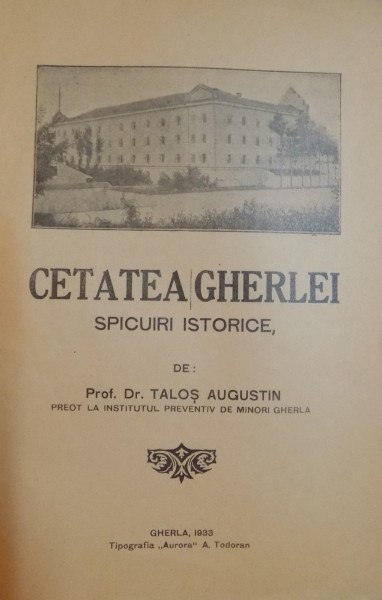 CETATEA GHERLEI
SPICUIRI ISTORICE,
DE:
Prof. Dr. TALOȘ AUGUSTIN
PREOT LA INSTITUTUL PREVENTIV DE MINORI GHERLA
GHERLA, 1933
Tipografia „Aurora" A. Todoran